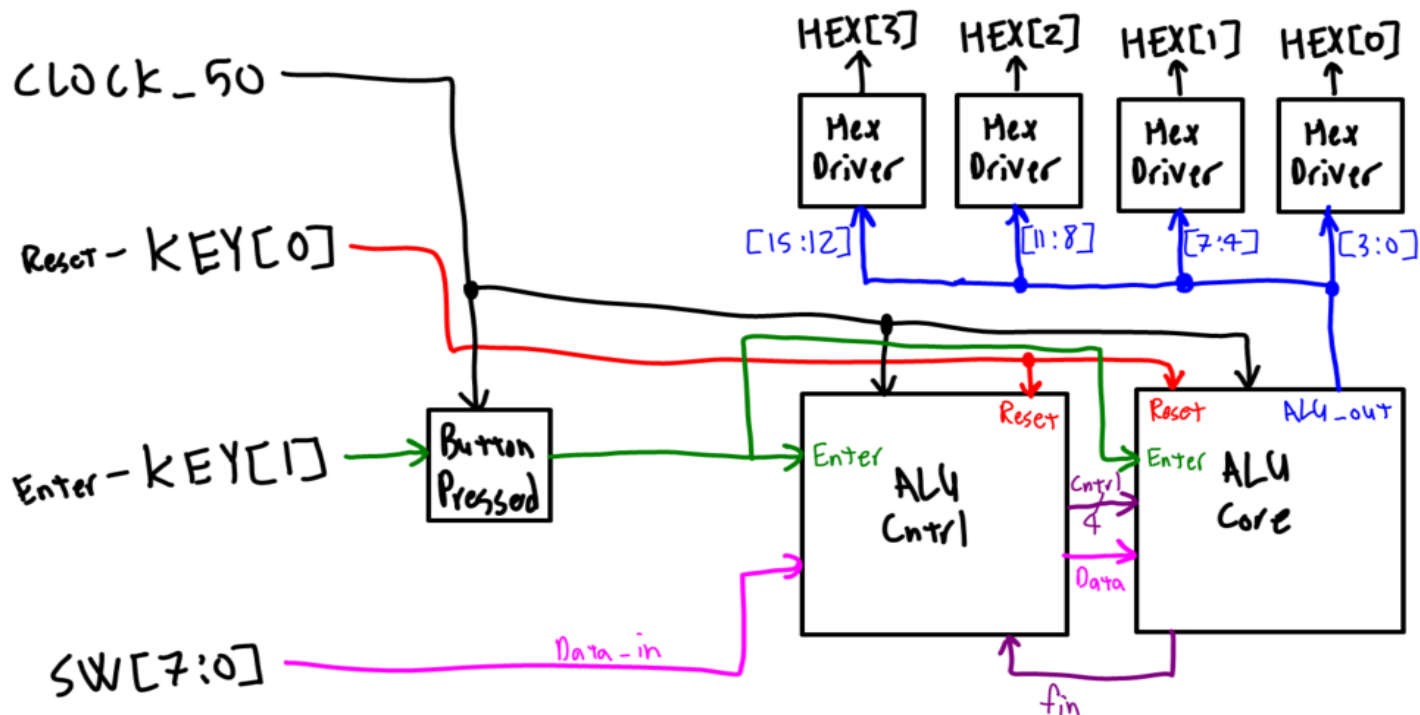 HEX[3] HEX[2] HEX[1] HEX[0]
CLOCK_50
Hex
Driver
Hex
Driver
Hex
Driver
Hex
Driver
[15:12]
[11:8]
[7:4]
[3:0]
Reset - KEY[0]
Reset
Reset
ALU_out
Enter - KEY[1]
Button
Pressed
Enter
ALU
Cntrl
Cntrl
4
Data
Enter
ALU
Core
SW[7:0]
Data_in
fin